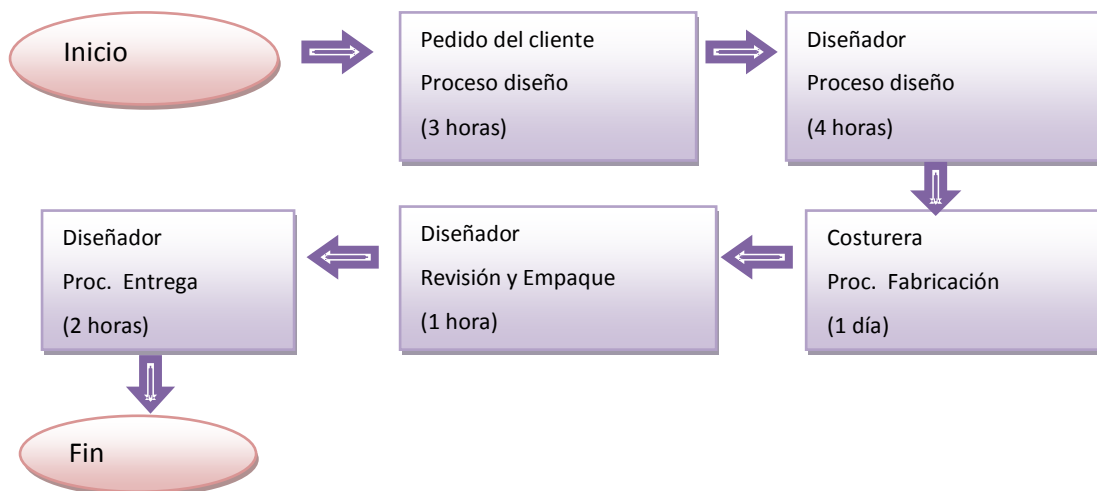 Inicio
Pedido del cliente
Proceso diseño
(3 horas)
Diseñador
Proceso diseño
(4 horas)
Costurera
Proc. Fabricación
(1 día)
Diseñador
Revisión y Empaque
(1 hora)
Diseñador
Proc. Entrega
(2 horas)
Fin